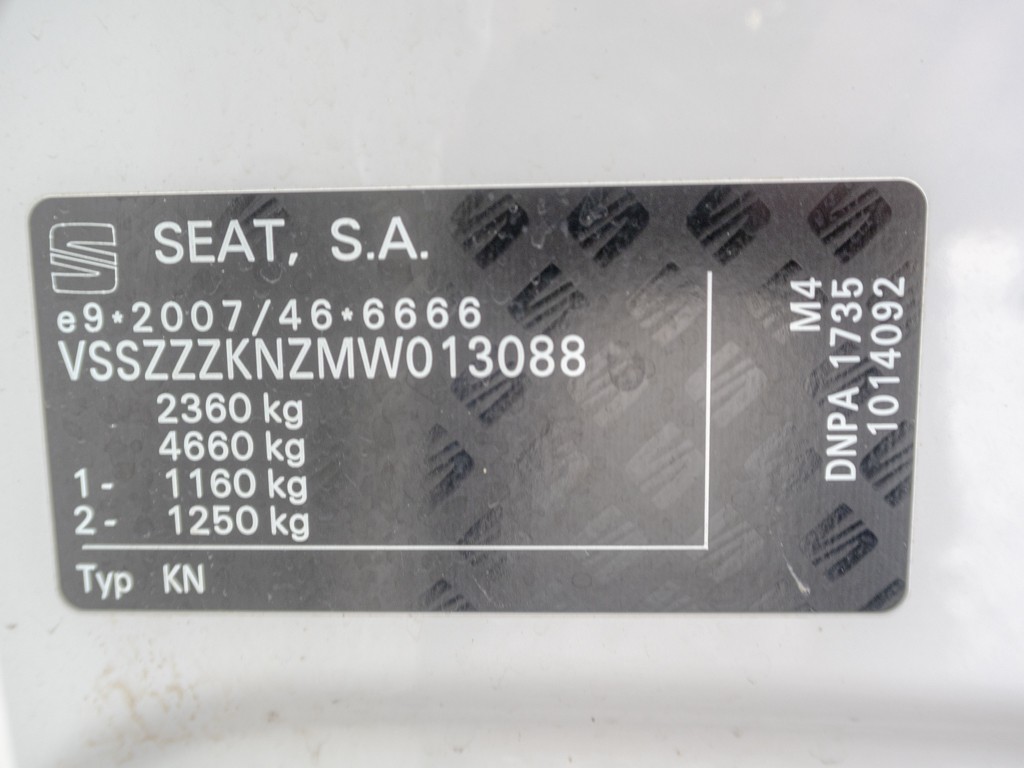 SEAT, S.A.
e9*2007/46*6666
VSSZZZKNZMW013088
2360 kg
4660 kg
1- 1160 kg
2- 1250 kg
Typ KN
M4
DNPA 1735
1014092